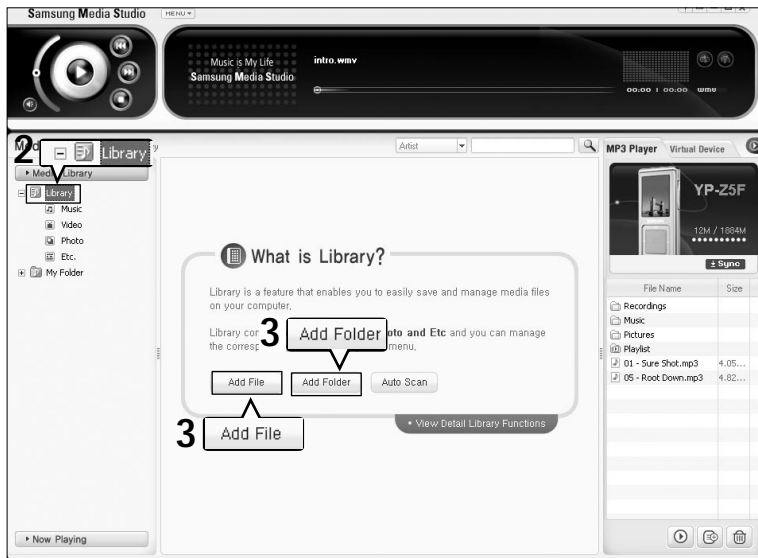 Samsung Media Studio MENU
Music is My Life
Samsung Media Studio
intro.wmv
00:00 I 00:00 wmv
2
Library
Artist
MP3 Player Virtual Device
Media Library
Library
Music
Video
Photo
Etc.
My Folder
YP-Z5F
12M / 1884M
Sync
What is Library?
Library is a feature that enables you to easily save and manage media files
on your computer.
Library con oto and Etc and you can manage
the corresp menu.
3 Add Folder
Add File Add Folder Auto Scan
3 Add File
• View Detail Library Functions
File Name Size
Recordings
Music
Pictures
Playlist
01 - Sure Shot.mp3 4.05...
05 - Root Down.mp3 4.82...
Now Playing